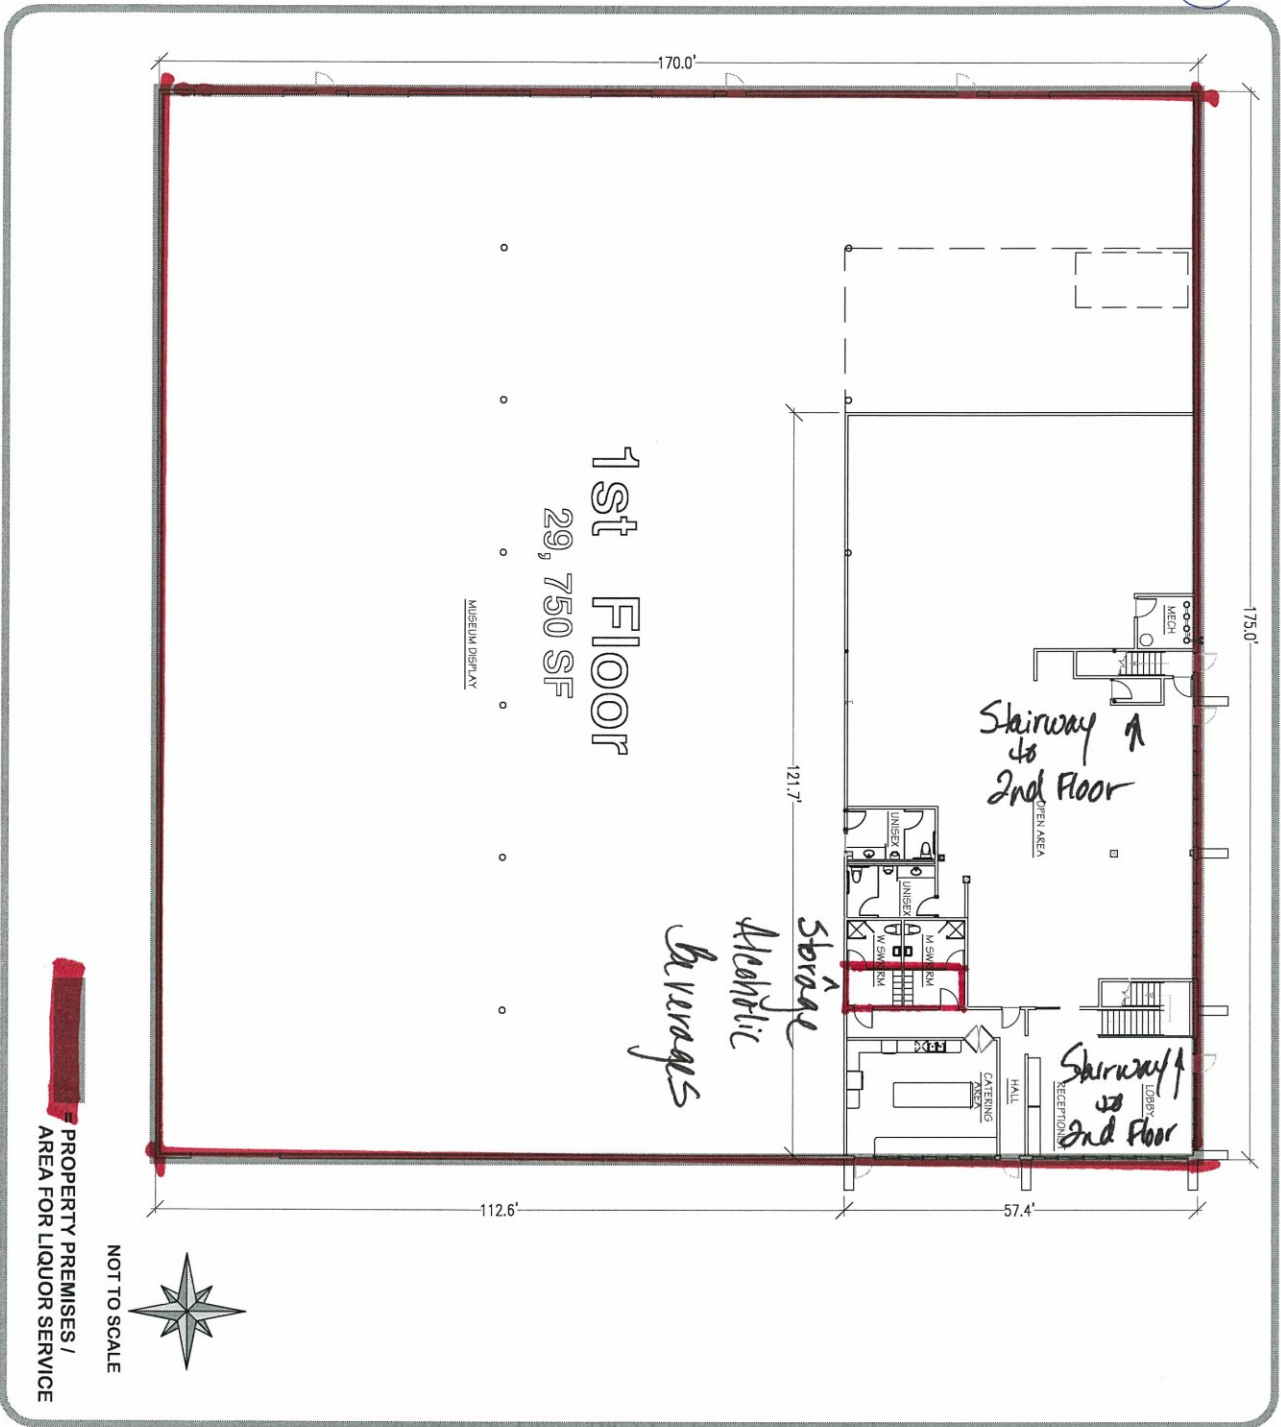 170.0'
175.0'
1st Floor
29, 750 SF
MUSEUM DISPLAY
121.7'
MECH
Stairway
to
2nd Floor
OPEN AREA
UNISEX
UNISEX
W SWRRM
M SWRRM
Storage
Alcoholic
Beverages
CATERING
AREA
HALL
RECEPTION
LOBBY
Stairway
to
2nd Floor
112.6'
57.4'
NOT TO SCALE
= PROPERTY PREMISES /
AREA FOR LIQUOR SERVICE